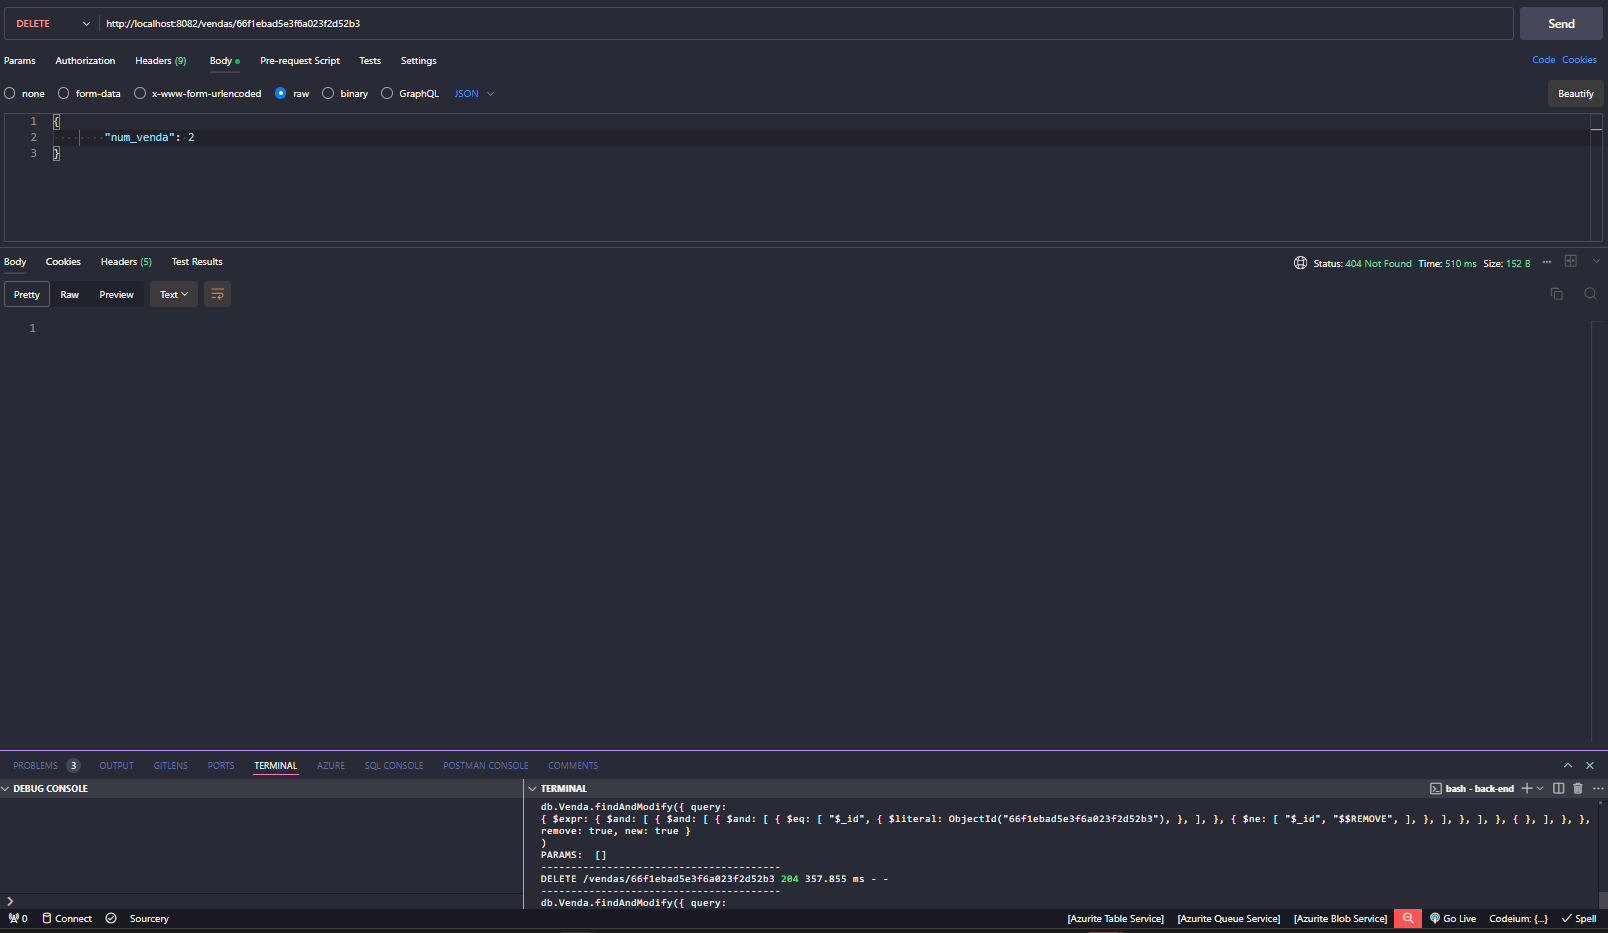 DELETE http://localhost:8082/vendas/66f1ebad5e3f6a023f2d52b3 Send
Params Authorization Headers (9) Body Pre-request Script Tests Settings Code Cookies
none form-data x-www-form-urlencoded raw binary GraphQL JSON Beautify
1 {
2 "num_venda": 2
3 }
Body Cookies Headers (5) Test Results Status: 404 Not Found Time: 510 ms Size: 152 B
Pretty Raw Preview Text
1
PROBLEMS 3 OUTPUT GITLENS PORTS TERMINAL AZURE SQL CONSOLE POSTMAN CONSOLE COMMENTS
DEBUG CONSOLE
TERMINAL bash - back-end
db.Venda.findAndModify({ query:
{ $expr: { $and: [ { $and: [ { $and: [ { $eq: [ "$_id", { $literal: ObjectId("66f1ebad5e3f6a023f2d52b3"), }, ], }, { $ne: [ "$_id", "$$REMOVE", ], }, ], }, ], }, { }, ], }, },
remove: true, new: true }
)
PARAMS: []
----------------------------------------
DELETE /vendas/66f1ebad5e3f6a023f2d52b3 204 357.855 ms - -
----------------------------------------
db.Venda.findAndModify({ query:
0 Connect Sourcery [Azurite Table Service] [Azurite Queue Service] [Azurite Blob Service] Go Live Codeium: {...} Spell